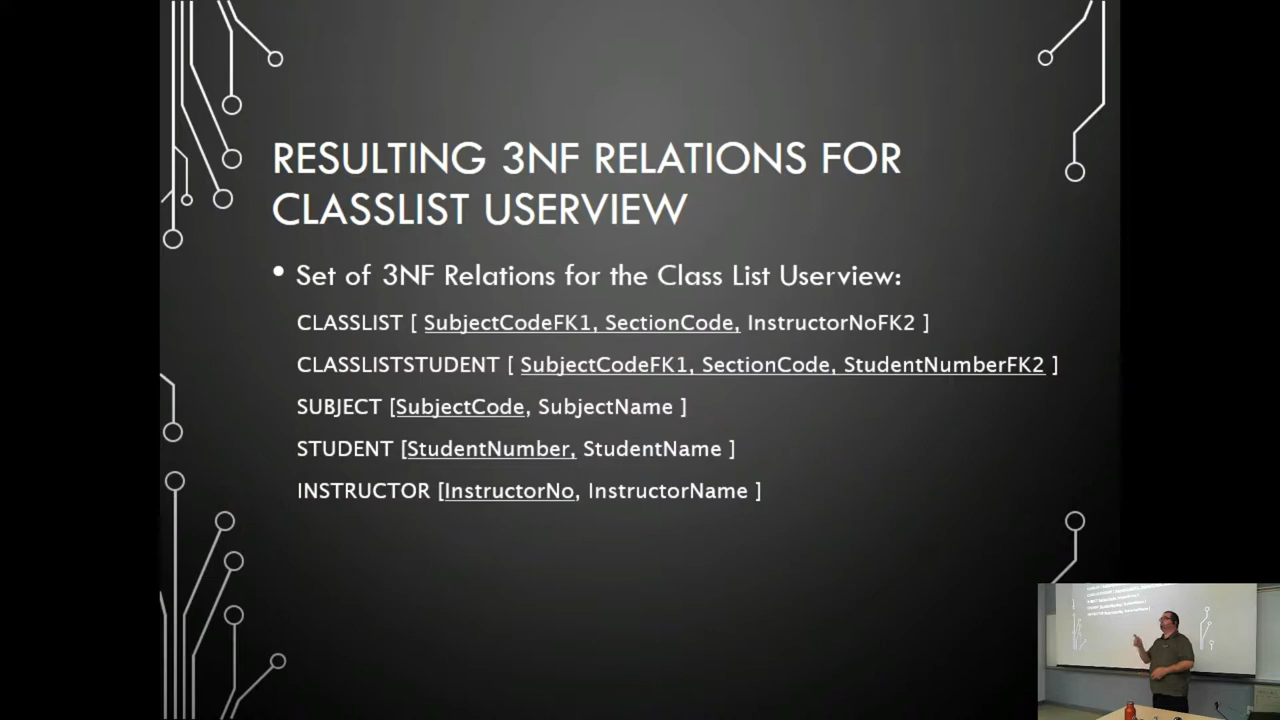 RESULTING 3NF RELATIONS FOR
CLASSLIST USERVIEW
• Set of 3NF Relations for the Class List Userview:
CLASSLIST [ SubjectCodeFK1, SectionCode, InstructorNoFK2 ]
CLASSLISTSTUDENT [ SubjectCodeFK1, SectionCode, StudentNumberFK2 ]
SUBJECT [SubjectCode, SubjectName ]
STUDENT [StudentNumber, StudentName ]
INSTRUCTOR [InstructorNo, InstructorName ]